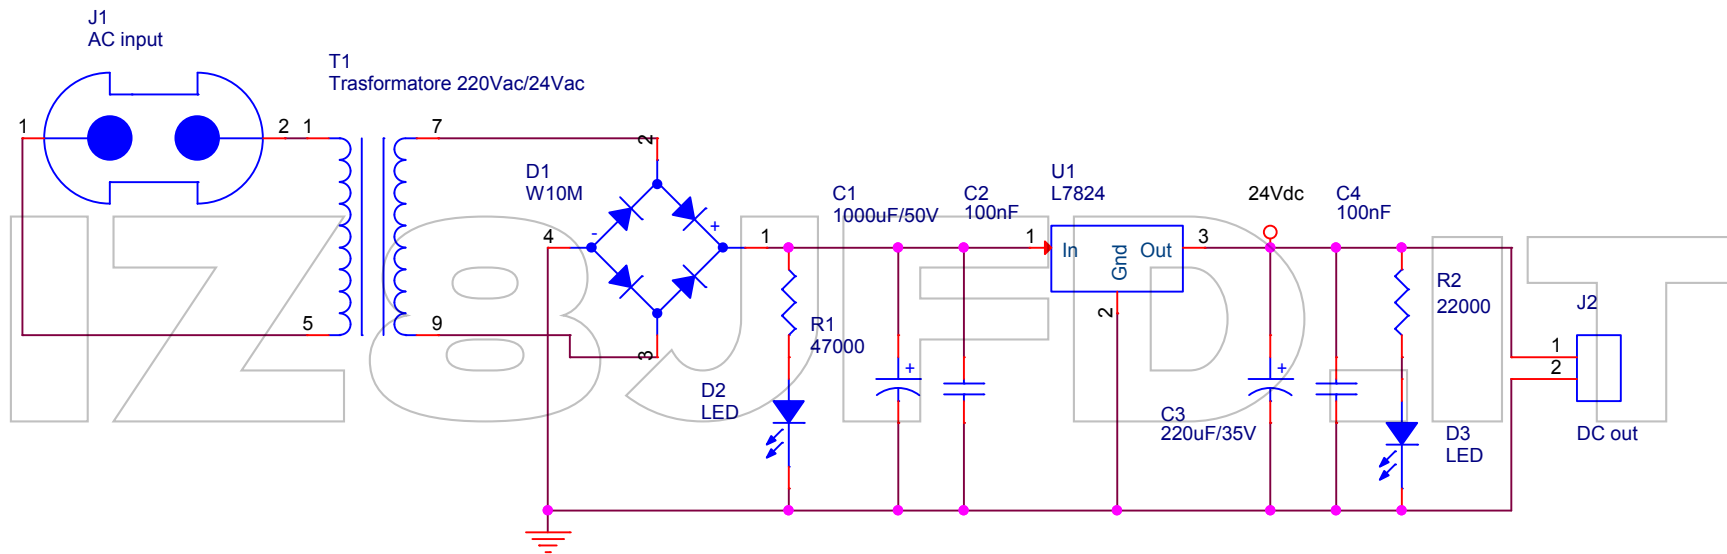 J1
AC input
T1
Trasformatore 220Vac/24Vac
1
2
1
7
2
D1
W10M
C1
1000uF/50V
C2
100nF
U1
L7824
24Vdc
C4
100nF
4
-
+
1
1
In
Gnd
Out
3
5
9
3
2
R1
47000
R2
22000
J2
1
2
+
+
D2
LED
C3
220uF/35V
D3
LED
DC out
IZ8JFD.IT